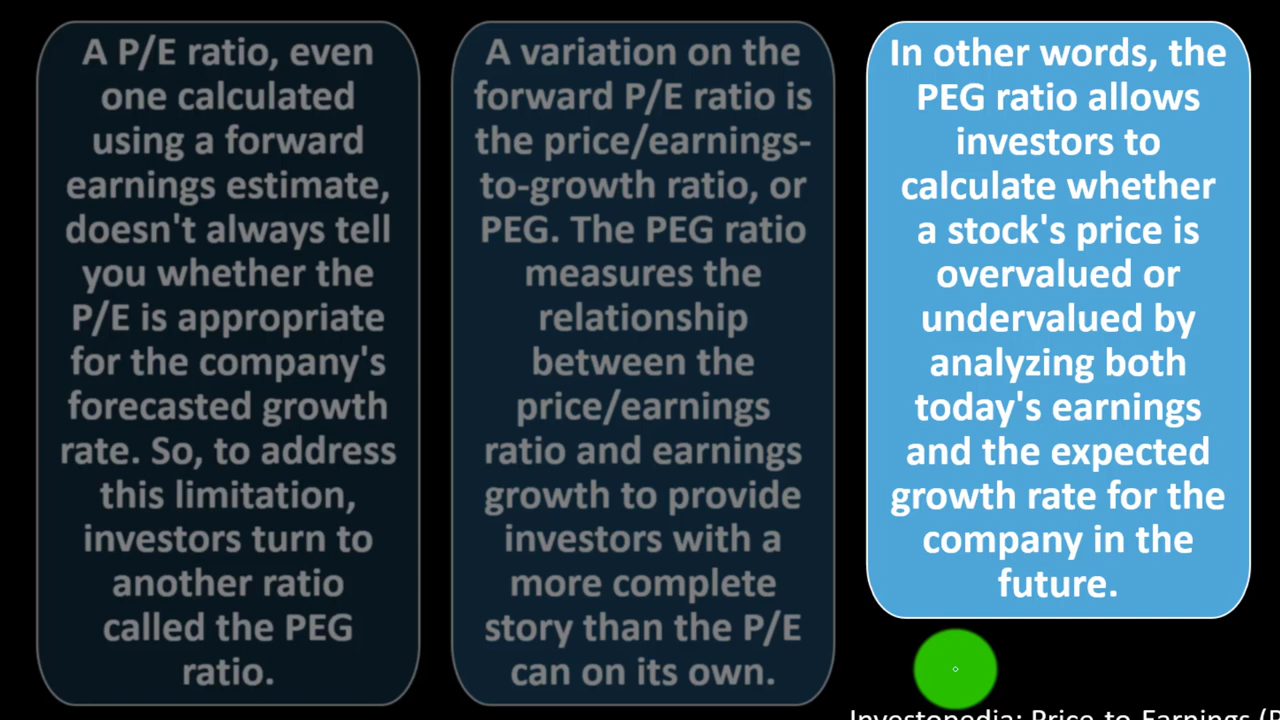 A P/E ratio, even
one calculated
using a forward
earnings estimate,
doesn't always tell
you whether the
P/E is appropriate
for the company's
forecasted growth
rate. So, to address
this limitation,
investors turn to
another ratio
called the PEG
ratio.
A variation on the
forward P/E ratio is
the price/earnings-
to-growth ratio, or
PEG. The PEG ratio
measures the
relationship
between the
price/earnings
ratio and earnings
growth to provide
investors with a
more complete
story than the P/E
can on its own.
In other words, the
PEG ratio allows
investors to
calculate whether
a stock's price is
overvalued or
undervalued by
analyzing both
today's earnings
and the expected
growth rate for the
company in the
future.
Investopedia: Price-to-Earnings